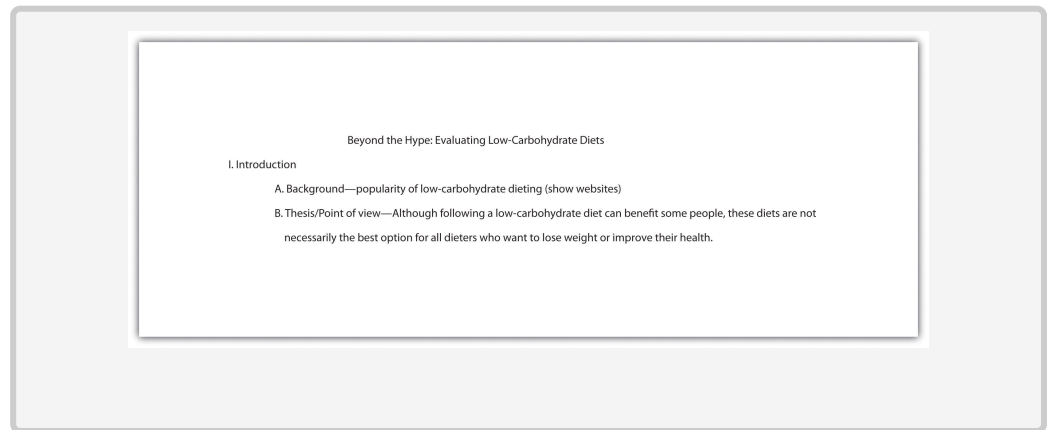 Beyond the Hype: Evaluating Low-Carbohydrate Diets
I. Introduction
A. Background—popularity of low-carbohydrate dieting (show websites)
B. Thesis/Point of view—Although following a low-carbohydrate diet can benefit some people, these diets are not
necessarily the best option for all dieters who want to lose weight or improve their health.